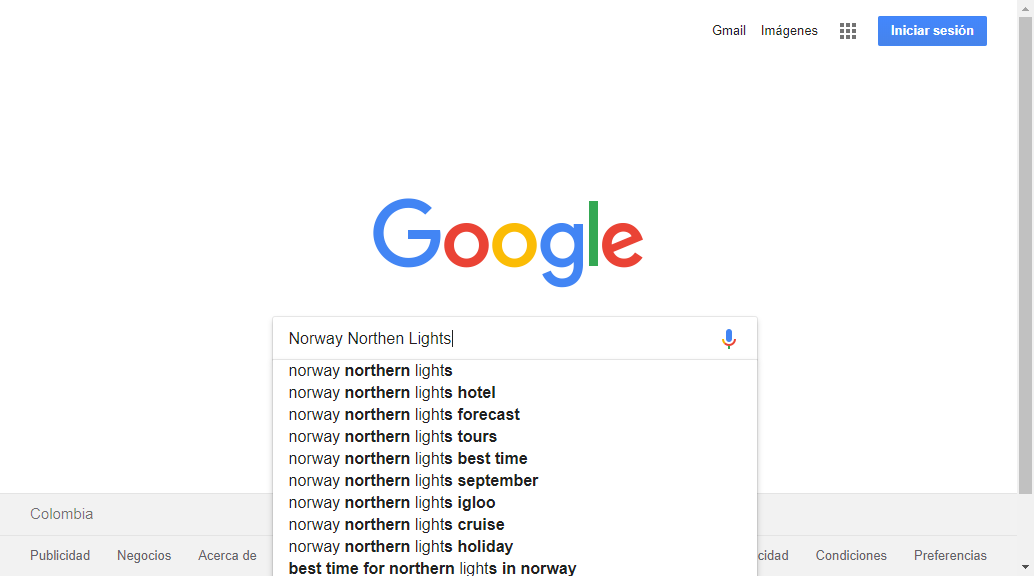 Gmail Imágenes Iniciar sesión
Google
Norway Northen Lights
norway northern lights
norway northern lights hotel
norway northern lights forecast
norway northern lights tours
norway northern lights best time
norway northern lights september
norway northern lights igloo
norway northern lights cruise
norway northern lights holiday
best time for northern lights in norway
Colombia
Publicidad Negocios Acerca de cidad Condiciones Preferencias